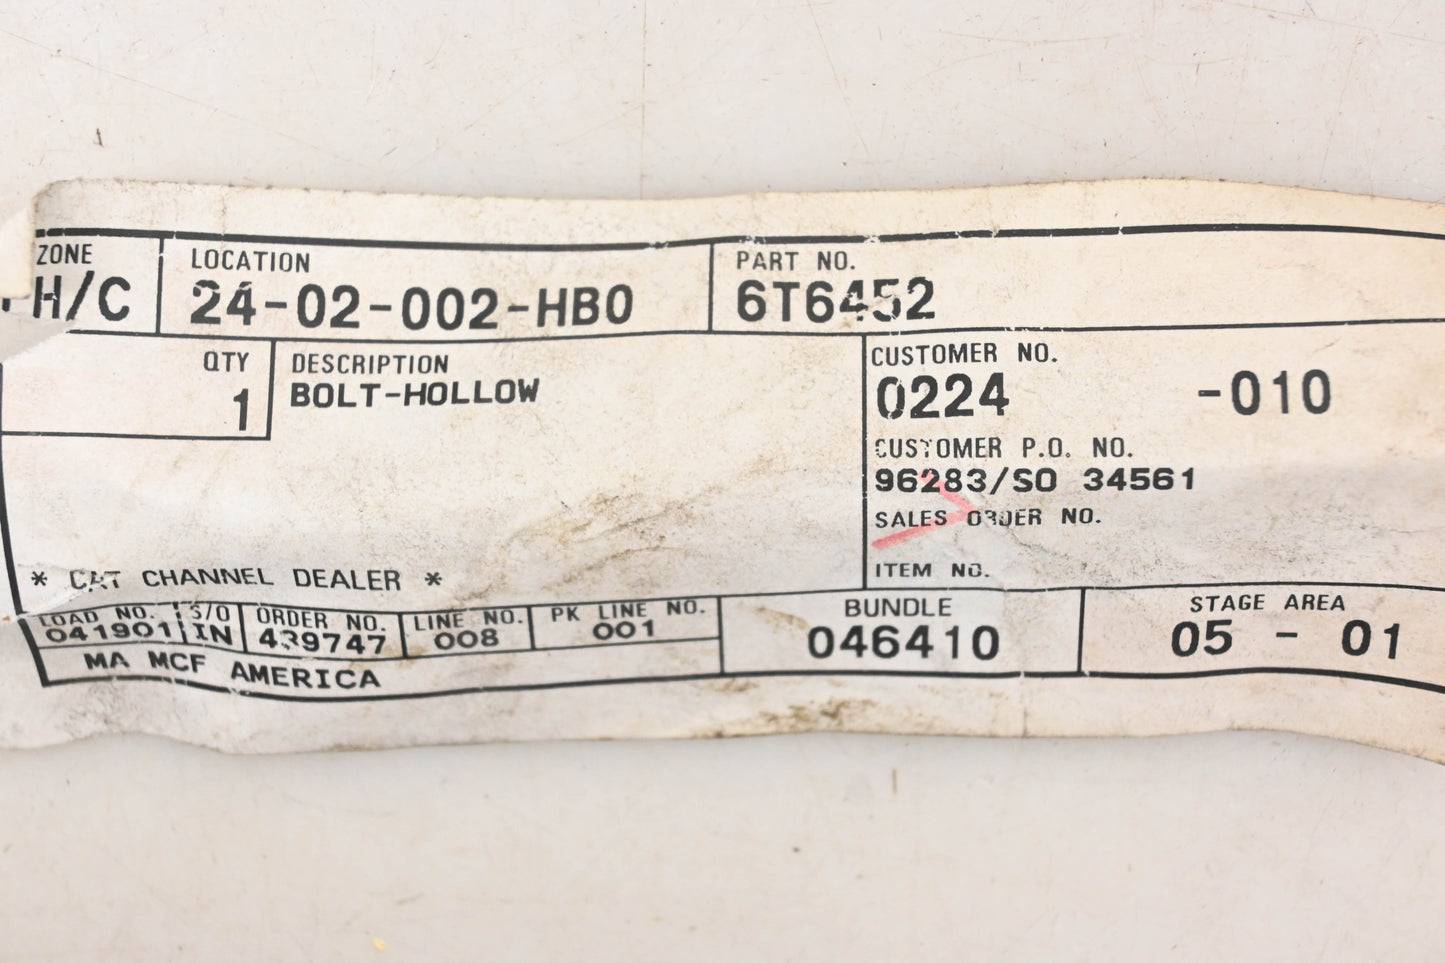 ZONE LOCATION PART NO.
H/C 24-02-002-HB0 6T6452
QTY DESCRIPTION CUSTOMER NO.
1 BOLT-HOLLOW 0224 -010
CUSTOMER P.O. NO.
96283/SO 34561
SALES ORDER NO.
ITEM NO.
* CAT CHANNEL DEALER *
LOAD NO. S/O ORDER NO. LINE NO. PK LINE NO. BUNDLE STAGE AREA
041901 IN 439747 008 001 046410 05 - 01
MA MCF AMERICA